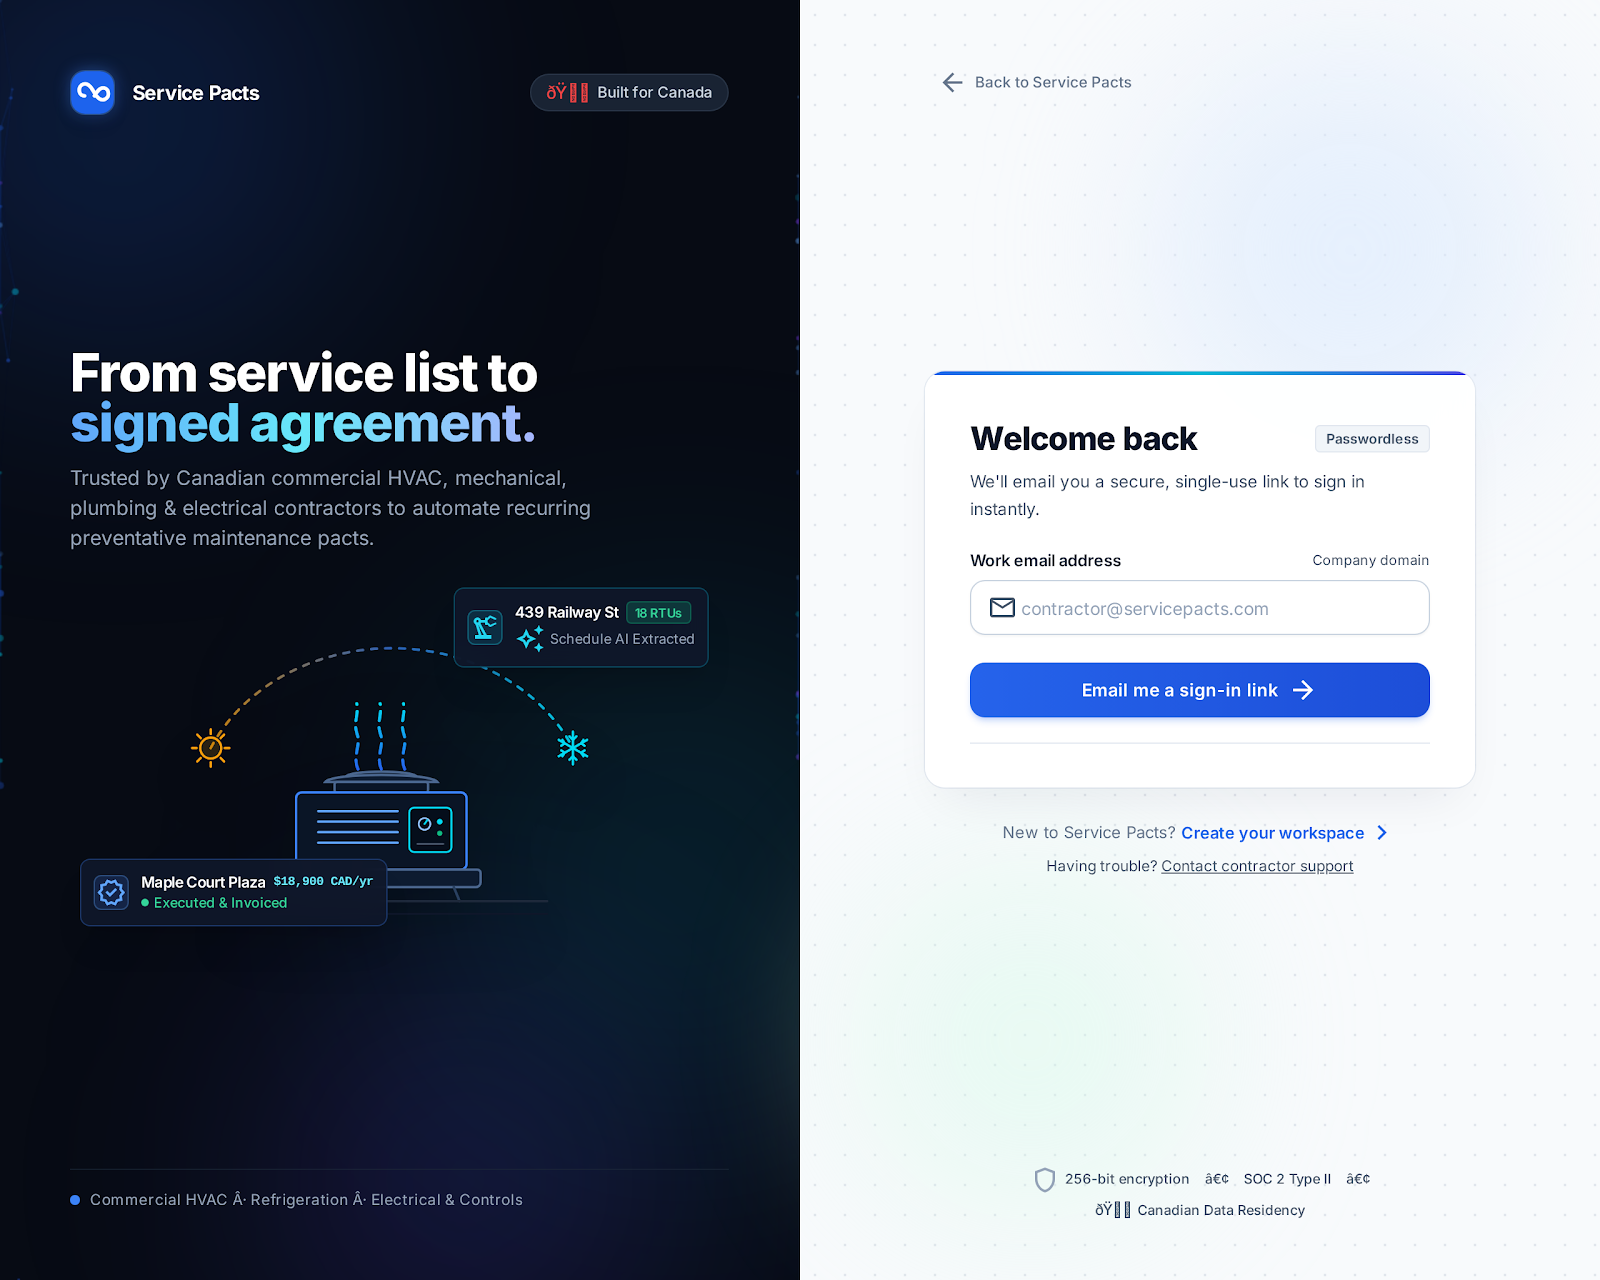 Service Pacts
ðŸ Built for Canada
From service list to
signed agreement.
Trusted by Canadian commercial HVAC, mechanical,
plumbing & electrical contractors to automate recurring
preventative maintenance pacts.
439 Railway St 18 RTUs
Schedule AI Extracted
Maple Court Plaza $18,900 CAD/yr
Executed & Invoiced
Commercial HVAC Â· Refrigeration Â· Electrical & Controls
Back to Service Pacts
Welcome back Passwordless
We'll email you a secure, single-use link to sign in
instantly.
Work email address Company domain
contractor@servicepacts.com
Email me a sign-in link
New to Service Pacts? Create your workspace
Having trouble? Contact contractor support
256-bit encryption â€¢ SOC 2 Type II â€¢
ðŸ Canadian Data Residency